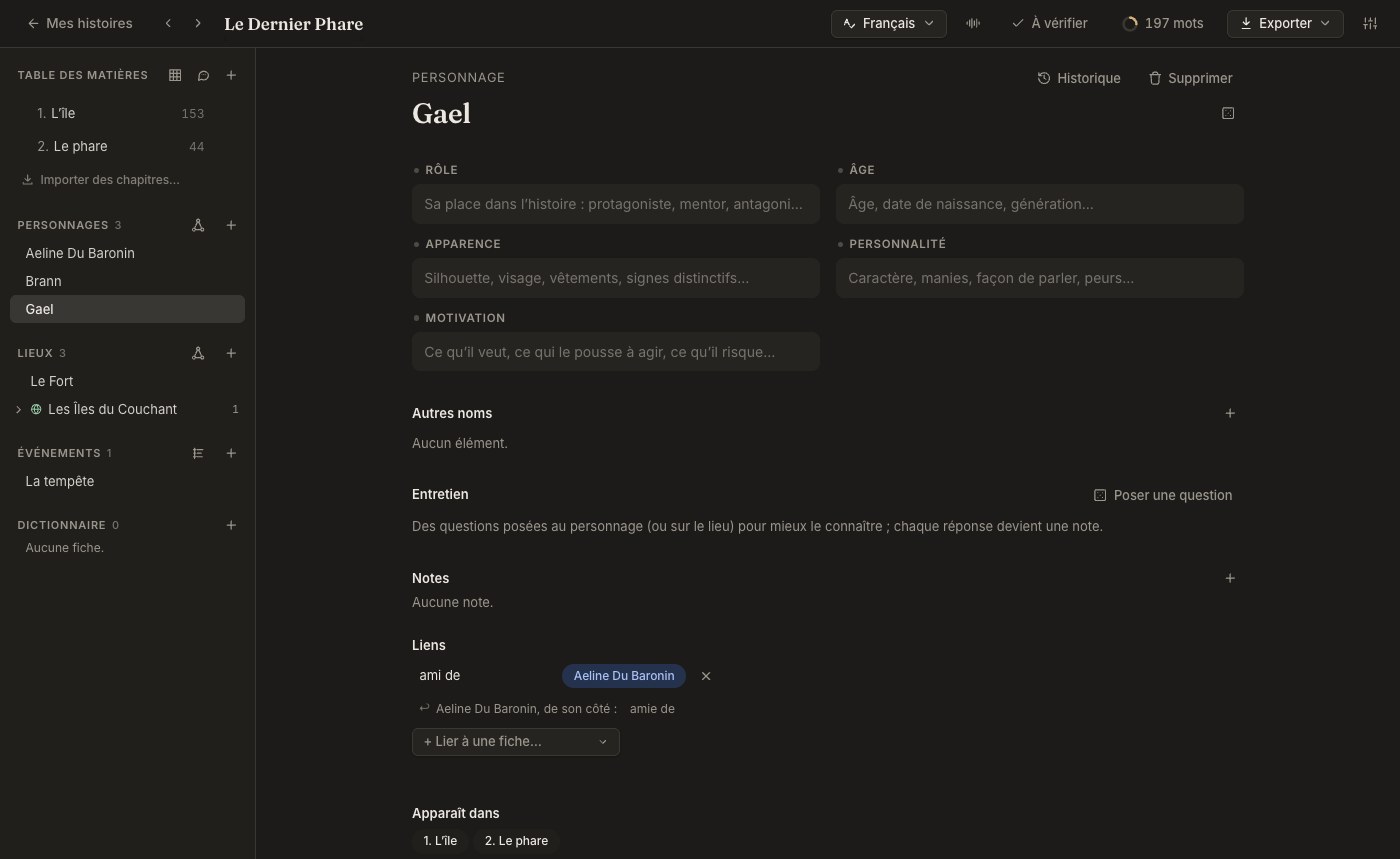 Mes histoires
Le Dernier Phare
Français
À vérifier
197 mots
Exporter
TABLE DES MATIÈRES
1. L’île 153
2. Le phare 44
Importer des chapitres…
PERSONNAGES 3
Aeline Du Baronin
Brann
Gael
LIEUX 3
Le Fort
Les Îles du Couchant 1
ÉVÉNEMENTS 1
La tempête
DICTIONNAIRE 0
Aucune fiche.
PERSONNAGE
Historique
Supprimer
Gael
RÔLE
Sa place dans l’histoire : protagoniste, mentor, antagoni…
ÂGE
Âge, date de naissance, génération…
APPARENCE
Silhouette, visage, vêtements, signes distinctifs…
PERSONNALITÉ
Caractère, manies, façon de parler, peurs…
MOTIVATION
Ce qu’il veut, ce qui le pousse à agir, ce qu’il risque…
Autres noms
Aucun élément.
Entretien
Poser une question
Des questions posées au personnage (ou sur le lieu) pour mieux le connaître ; chaque réponse devient une note.
Notes
Aucune note.
Liens
ami de Aeline Du Baronin
Aeline Du Baronin, de son côté : amie de
+ Lier à une fiche…
Apparaît dans
1. L’île 2. Le phare